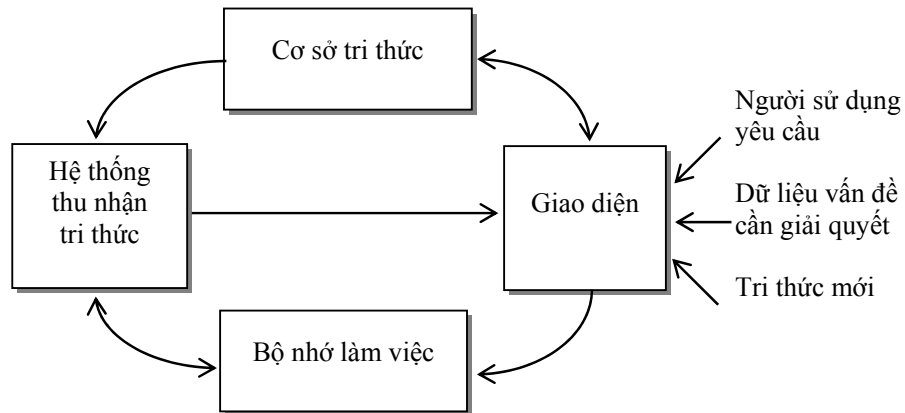 Cơ sở tri thức
Người sử dụng
yêu cầu
Hệ thống
thu nhận
tri thức
Giao diện
Dữ liệu vấn đề
cần giải quyết
Tri thức mới
Bộ nhớ làm việc